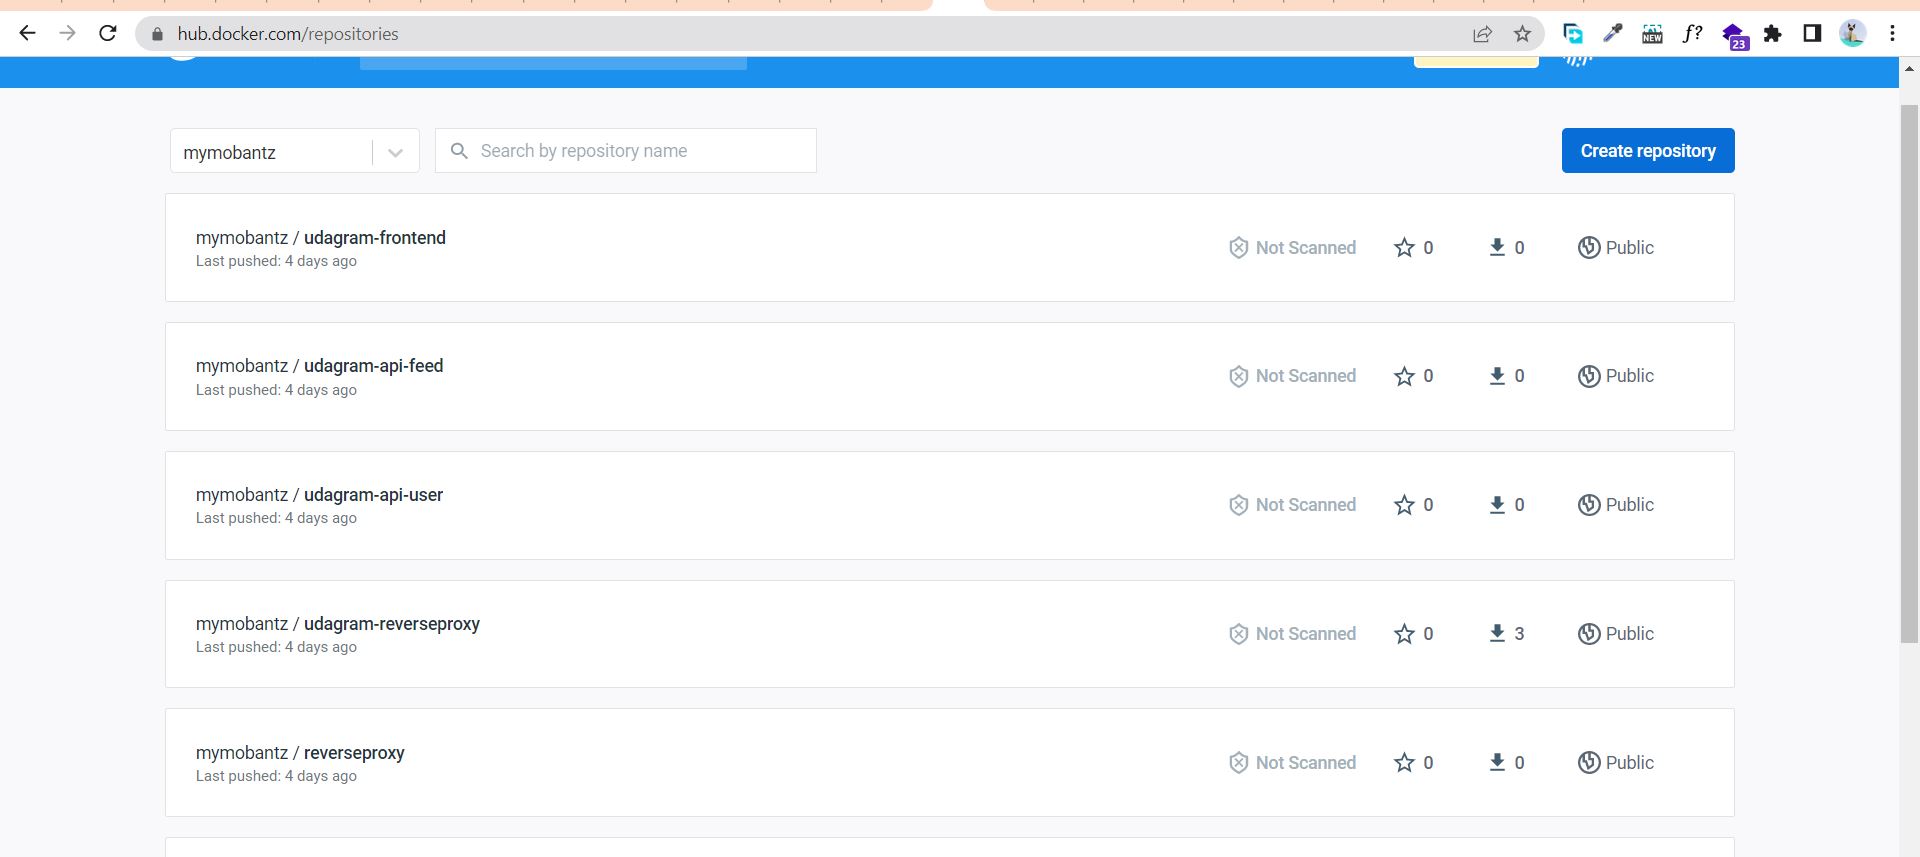 hub.docker.com/repositories
NEW
f?
23
mymobantz
Search by repository name
Create repository
mymobantz / udagram-frontend
Last pushed: 4 days ago
Not Scanned
0
0
Public
mymobantz / udagram-api-feed
Last pushed: 4 days ago
Not Scanned
0
0
Public
mymobantz / udagram-api-user
Last pushed: 4 days ago
Not Scanned
0
0
Public
mymobantz / udagram-reverseproxy
Last pushed: 4 days ago
Not Scanned
0
3
Public
mymobantz / reverseproxy
Last pushed: 4 days ago
Not Scanned
0
0
Public